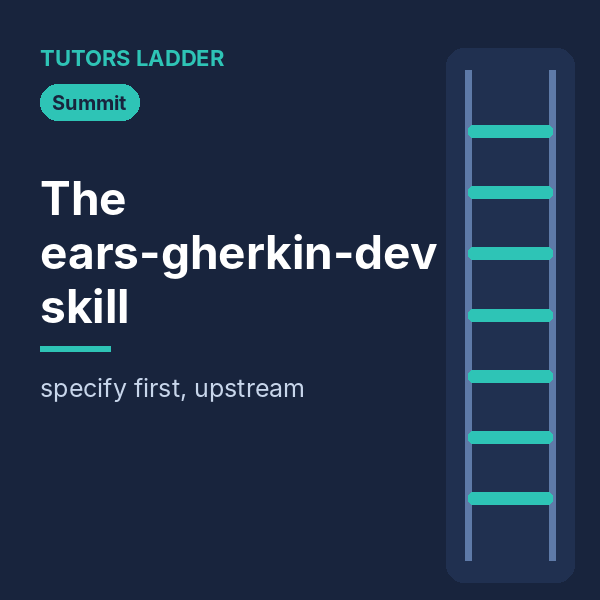 TUTORS LADDER
Summit
The
ears-gherkin-dev
skill
specify first, upstream